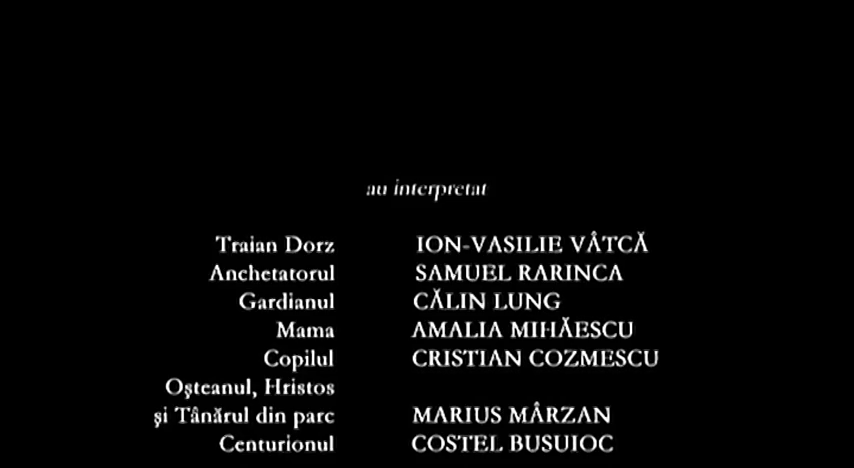 au interpretat
Traian Dorz ION-VASILIE VÂTCĂ
Anchetatorul SAMUEL RARINCA
Gardianul CĂLIN LUNG
Mama AMALIA MIHĂESCU
Copilul CRISTIAN COZMESCU
Oşteanul, Hristos
şi Tânărul din parc MARIUS MÂRZAN
Centurionul COSTEL BUSUIOC